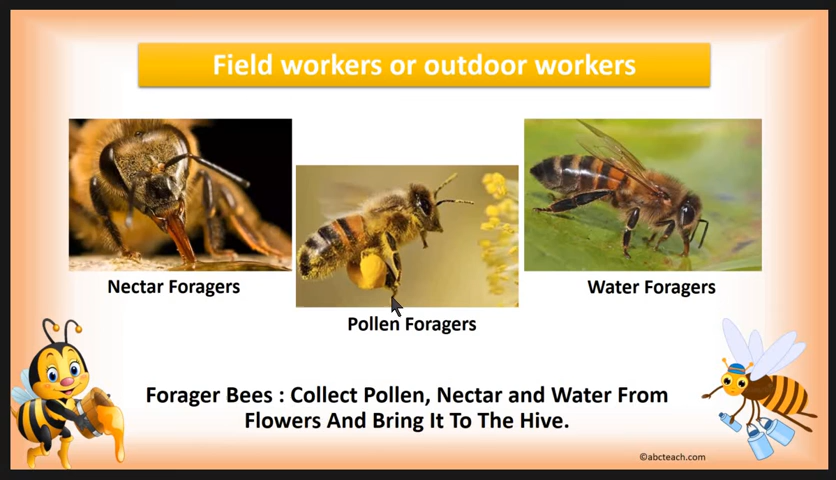 Field workers or outdoor workers
Nectar Foragers
Pollen Foragers
Water Foragers
Forager Bees : Collect Pollen, Nectar and Water From
Flowers And Bring It To The Hive.
©abcteach.com